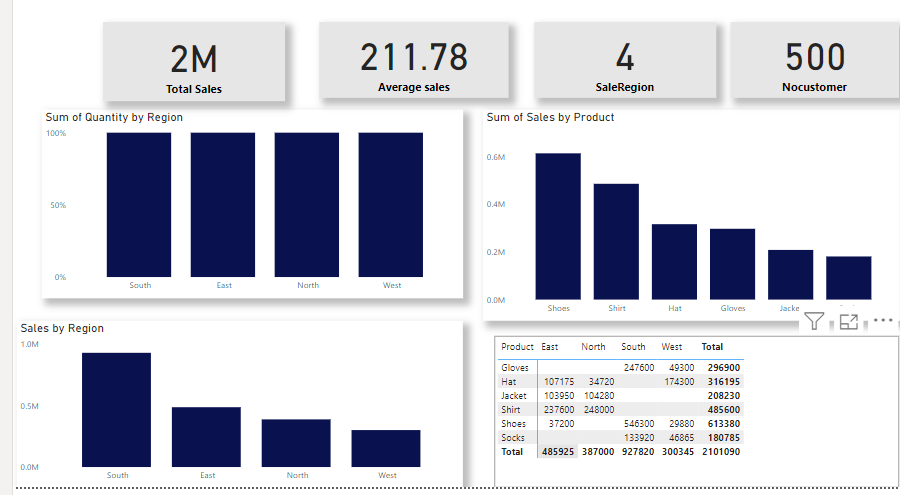 2M
Total Sales
211.78
Average sales
4
SaleRegion
500
Nocustomer
Sum of Quantity by Region
100%
50%
0%
South East North West
Sum of Sales by Product
0.6M
0.4M
0.2M
0.0M
Shoes Shirt Hat Gloves Jacke
Sales by Region
1.0M
0.5M
0.0M
South East North West
Product East North South West Total
Gloves 247600 49300 296900
Hat 107175 34720 174300 316195
Jacket 103950 104280 208230
Shirt 237600 248000 485600
Shoes 37200 546300 29880 613380
Socks 133920 46865 180785
Total 485925 387000 927820 300345 2101090